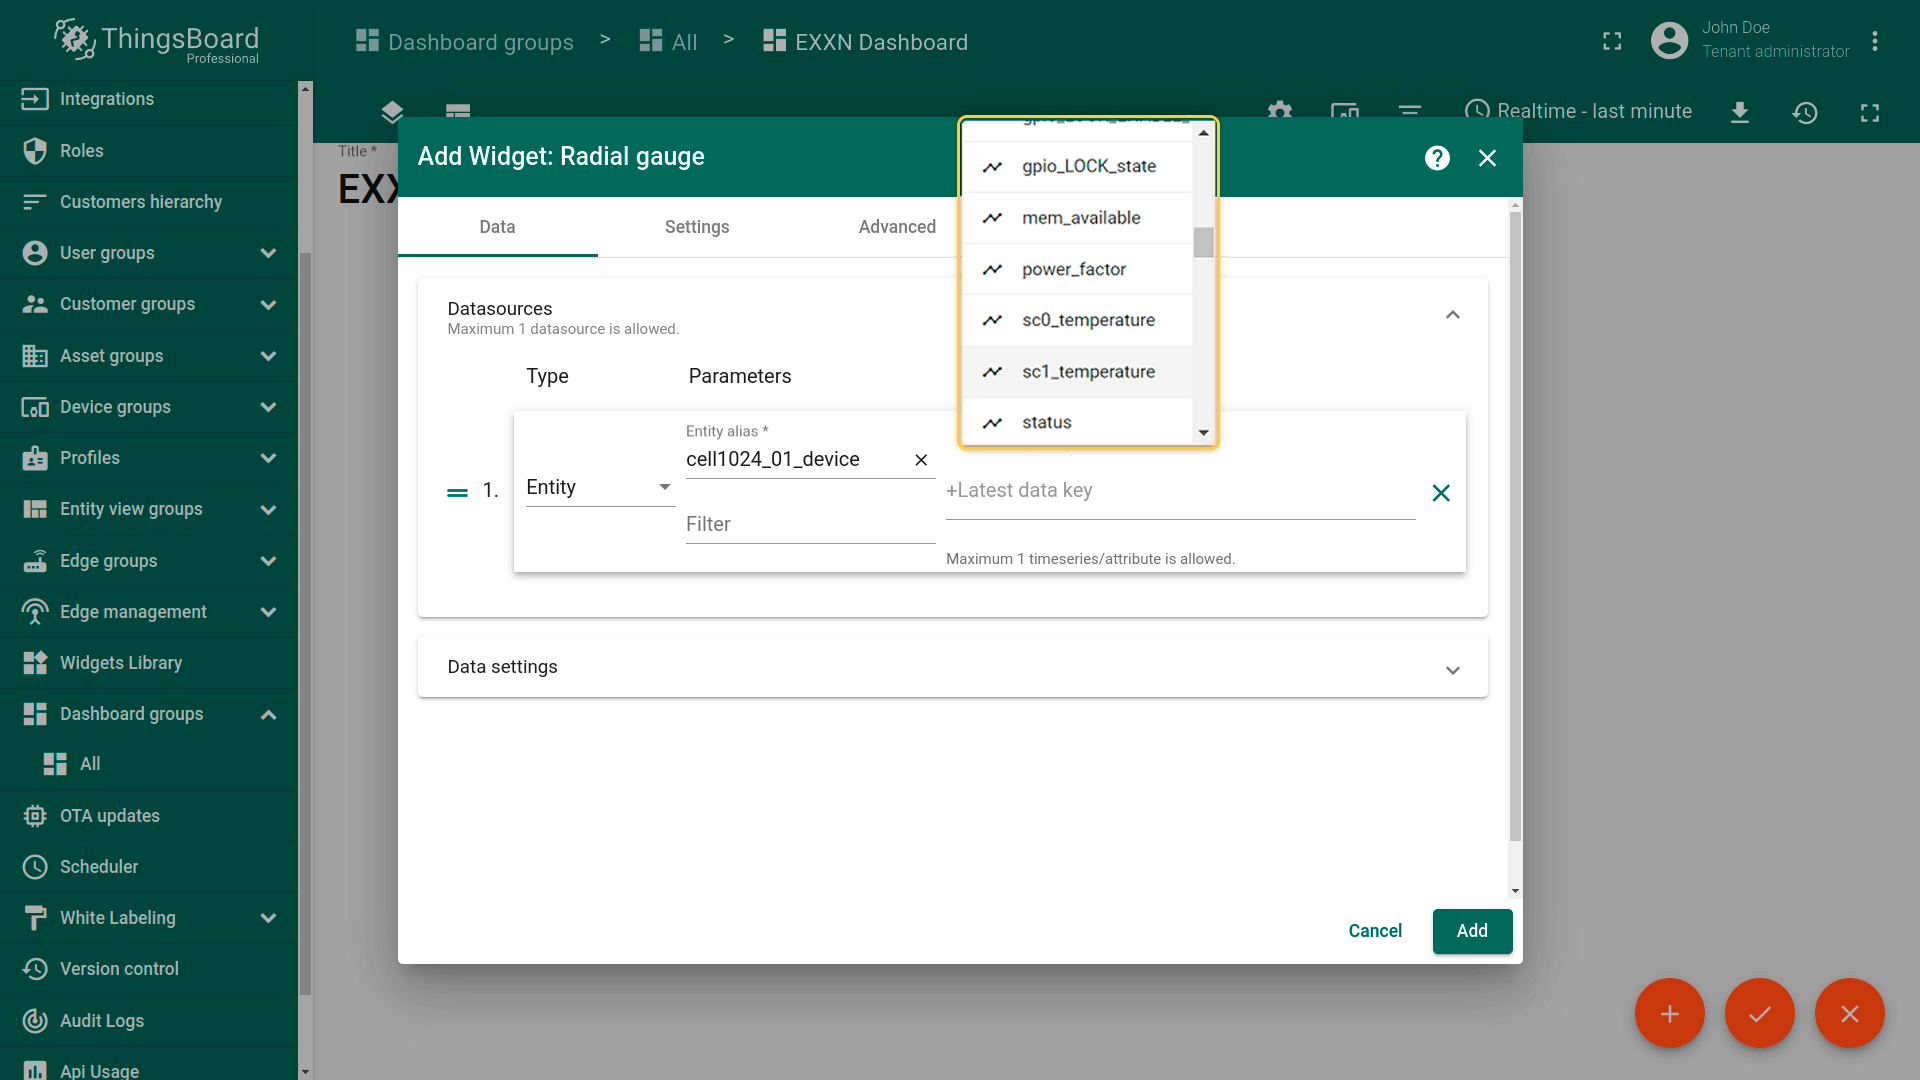 ThingsBoard
Professional
Dashboard groups > All > EXXN Dashboard
John Doe
Tenant administrator
Realtime - last minute
Integrations
Roles
Customers hierarchy
User groups
Customer groups
Asset groups
Device groups
Profiles
Entity view groups
Edge groups
Edge management
Widgets Library
Dashboard groups
All
OTA updates
Scheduler
White Labeling
Version control
Audit Logs
Api Usage
Title *
EXX
Add Widget: Radial gauge
?
Data
Settings
Advanced
Datasources
Maximum 1 datasource is allowed.
Type
Parameters
1.
Entity
Entity alias *
cell1024_01_device
Filter
gpio_LOCK_state
mem_available
power_factor
sc0_temperature
sc1_temperature
status
+Latest data key
Maximum 1 timeseries/attribute is allowed.
Data settings
Cancel
Add